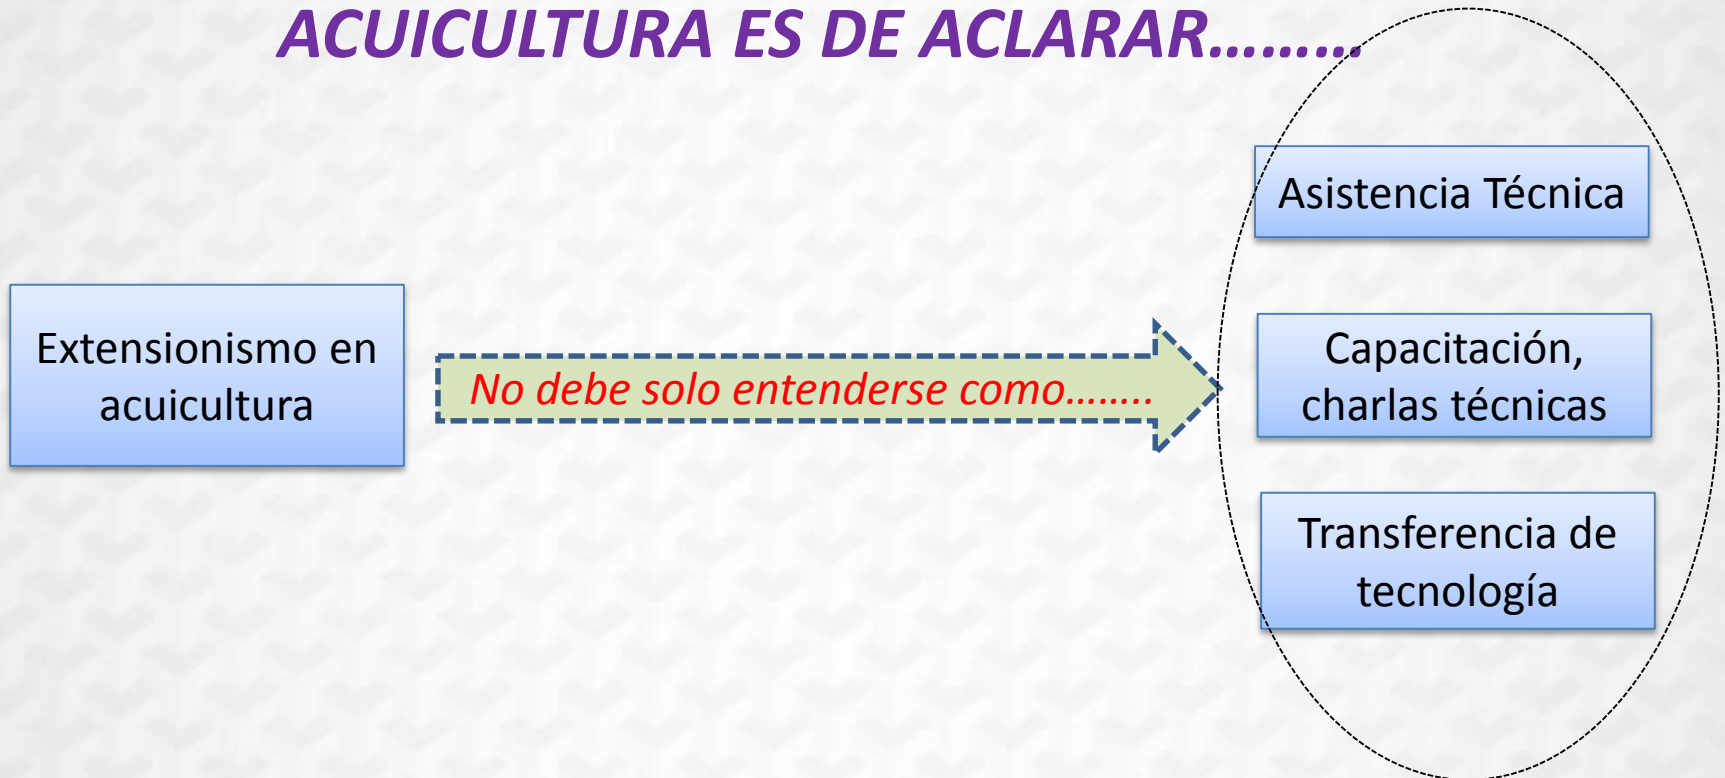 ACUICULTURA ES DE ACLARAR………
Extensionismo en
acuicultura
No debe solo entenderse como……..
Asistencia Técnica
Capacitación,
charlas técnicas
Transferencia de
tecnología